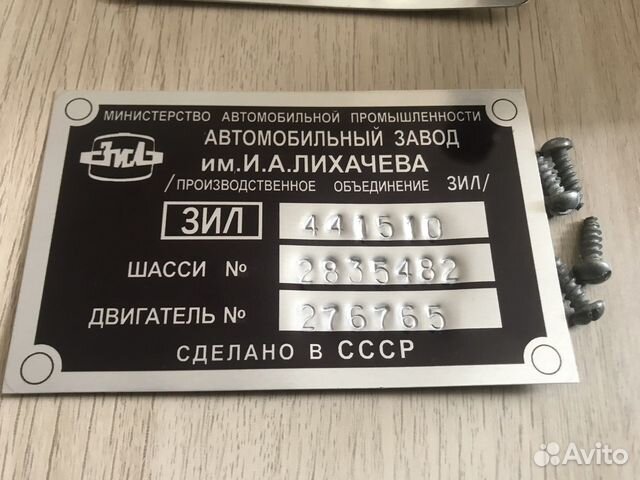 МИНИСТЕРСТВО АВТОМОБИЛЬНОЙ ПРОМЫШЛЕННОСТИ
ЗИЛ
АВТОМОБИЛЬНЫЙ ЗАВОД
им.И.А.ЛИХАЧЕВА
/ПРОИЗВОДСТВЕННОЕ ОБЪЕДИНЕНИЕ ЗИЛ/
ЗИЛ 441510
ШАССИ № 2835482
ДВИГАТЕЛЬ № 276765
СДЕЛАНО В СССР
Avito